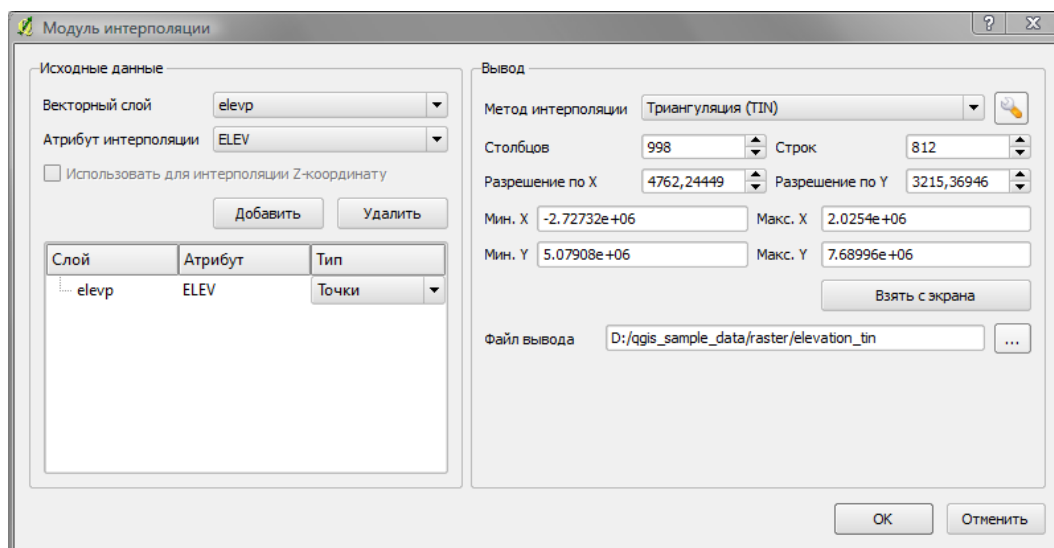 Модуль интерполяции
Исходные данные
Векторный слой elevp
Атрибут интерполяции ELEV
Использовать для интерполяции Z-координату
Добавить Удалить
Слой Атрибут Тип
elevp ELEV Точки
Вывод
Метод интерполяции Триангуляция (TIN)
Столбцов 998 Строк 812
Разрешение по X 4762,24449 Разрешение по Y 3215,36946
Мин. X -2.72732e+06 Макс. X 2.0254e+06
Мин. Y 5.07908e+06 Макс. Y 7.68996e+06
Взять с экрана
Файл вывода D:/qgis_sample_data/raster/elevation_tin ...
OK Отменить